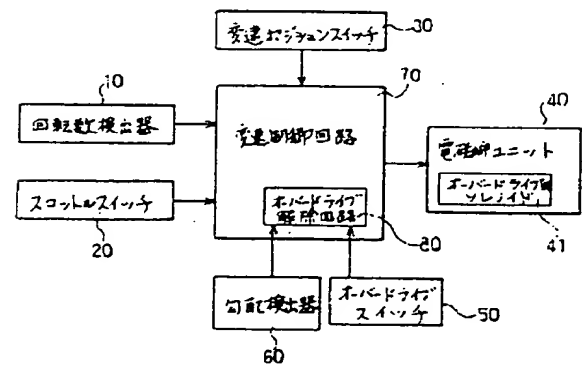 変速ポジションスイッチ
30
10
70
回転数検出器
変速制御回路
40
電磁弁ユニット
スロットルスイッチ
オーバードライブ
解除回路
オーバードライブ
ソレノイド
20
80
41
勾配検出器
オーバードライブ
スイッチ
50
60